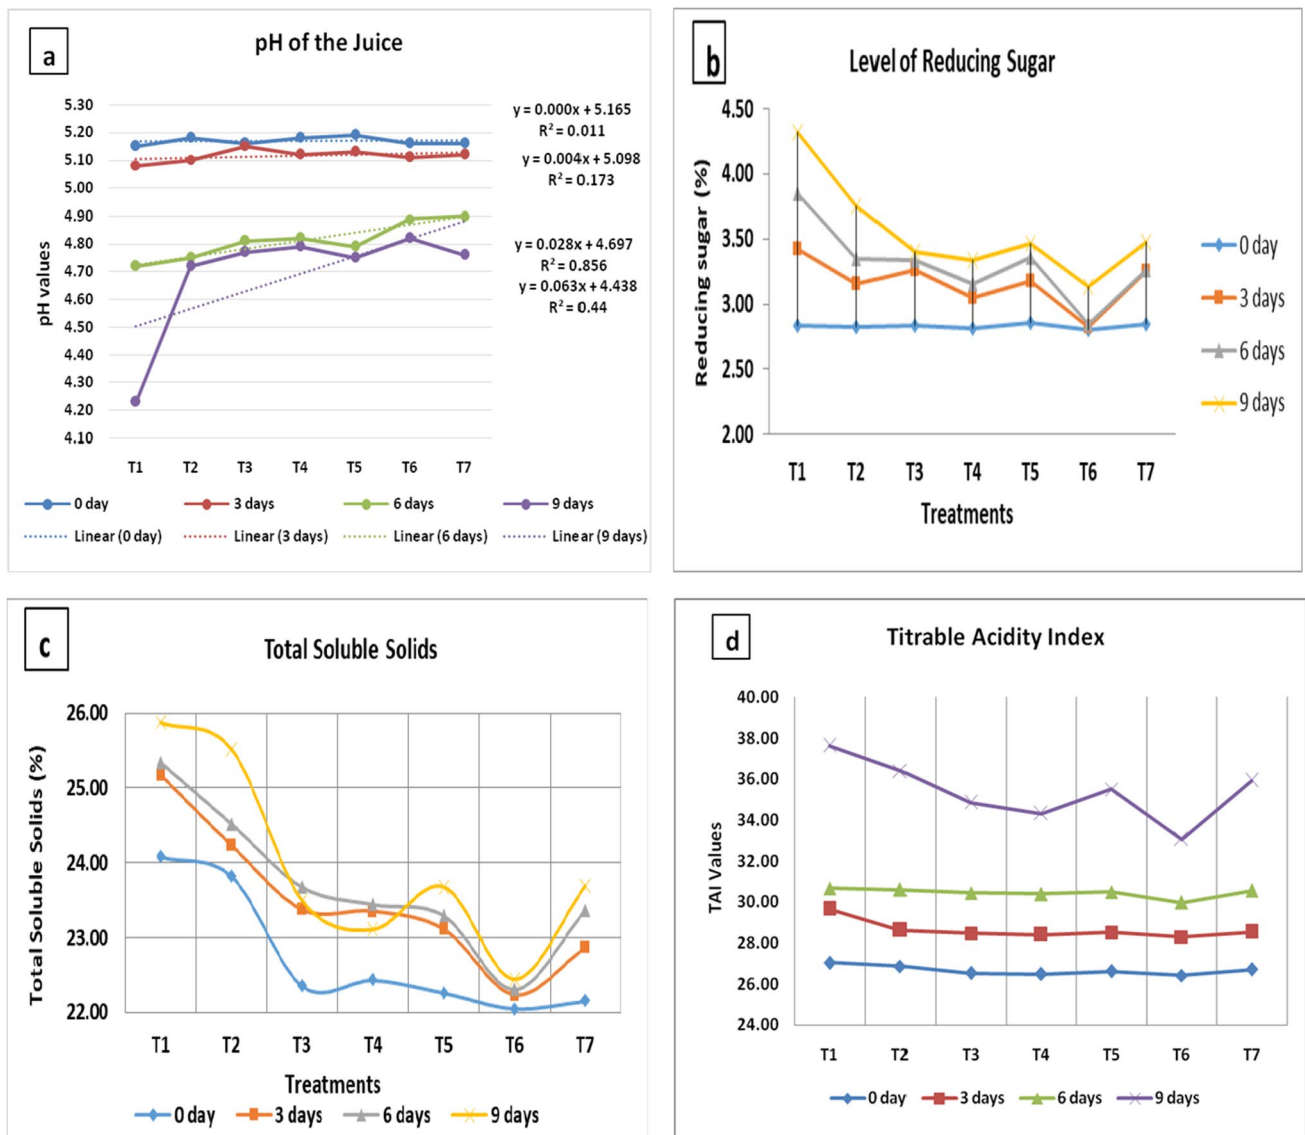 a
pH of the Juice
pH values
5.30
5.20
5.10
5.00
4.90
4.80
4.70
4.60
4.50
4.40
4.30
4.20
4.10
y = 0.000x + 5.165
R² = 0.011
y = 0.004x + 5.098
R² = 0.173
y = 0.028x + 4.697
R² = 0.856
y = 0.063x + 4.438
R² = 0.44
T1 T2 T3 T4 T5 T6 T7
0 day 3 days 6 days 9 days
Linear (0 day) Linear (3 days) Linear (6 days) Linear (9 days)
b
Level of Reducing Sugar
Reducing sugar (%)
4.50
4.00
3.50
3.00
2.50
2.00
T1 T2 T3 T4 T5 T6 T7
Treatments
0 day
3 days
6 days
9 days
c
Total Soluble Solids
Total Soluble Solids (%)
26.00
25.00
24.00
23.00
22.00
T1 T2 T3 T4 T5 T6 T7
Treatments
0 day 3 days 6 days 9 days
d
Titrable Acidity Index
TAI Values
40.00
38.00
36.00
34.00
32.00
30.00
28.00
26.00
24.00
T1 T2 T3 T4 T5 T6 T7
0 day 3 days 6 days 9 days